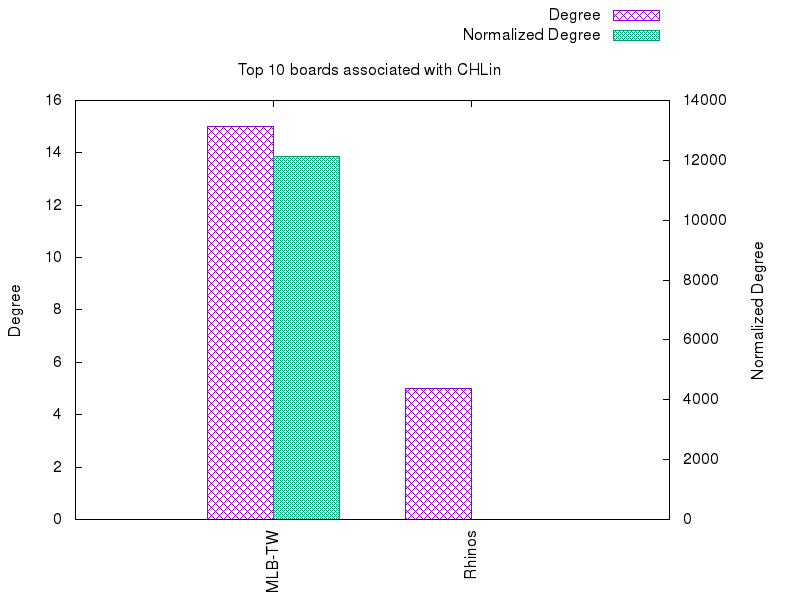 Degree
Normalized Degree
Top 10 boards associated with CHLin
16
14
12
10
8
6
4
2
0
14000
12000
10000
8000
6000
4000
2000
0
Degree
Normalized Degree
MLB-TW
Rhinos